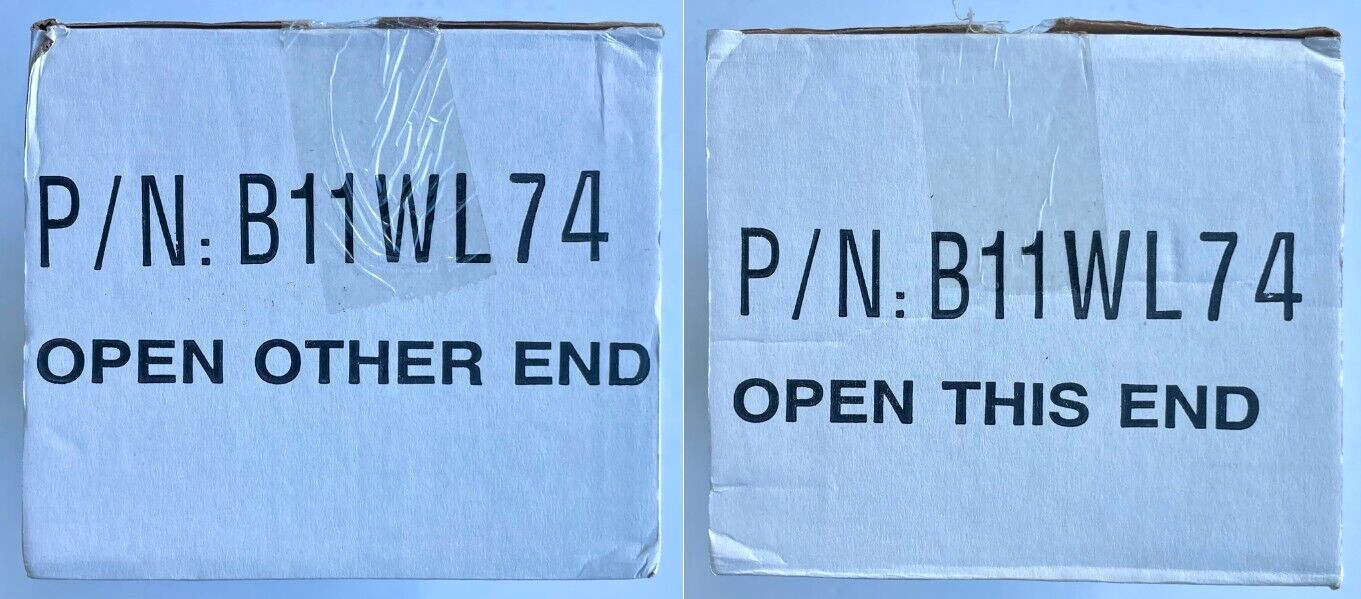 P/N: B11WL74
OPEN OTHER END
P/N: B11WL74
OPEN THIS END